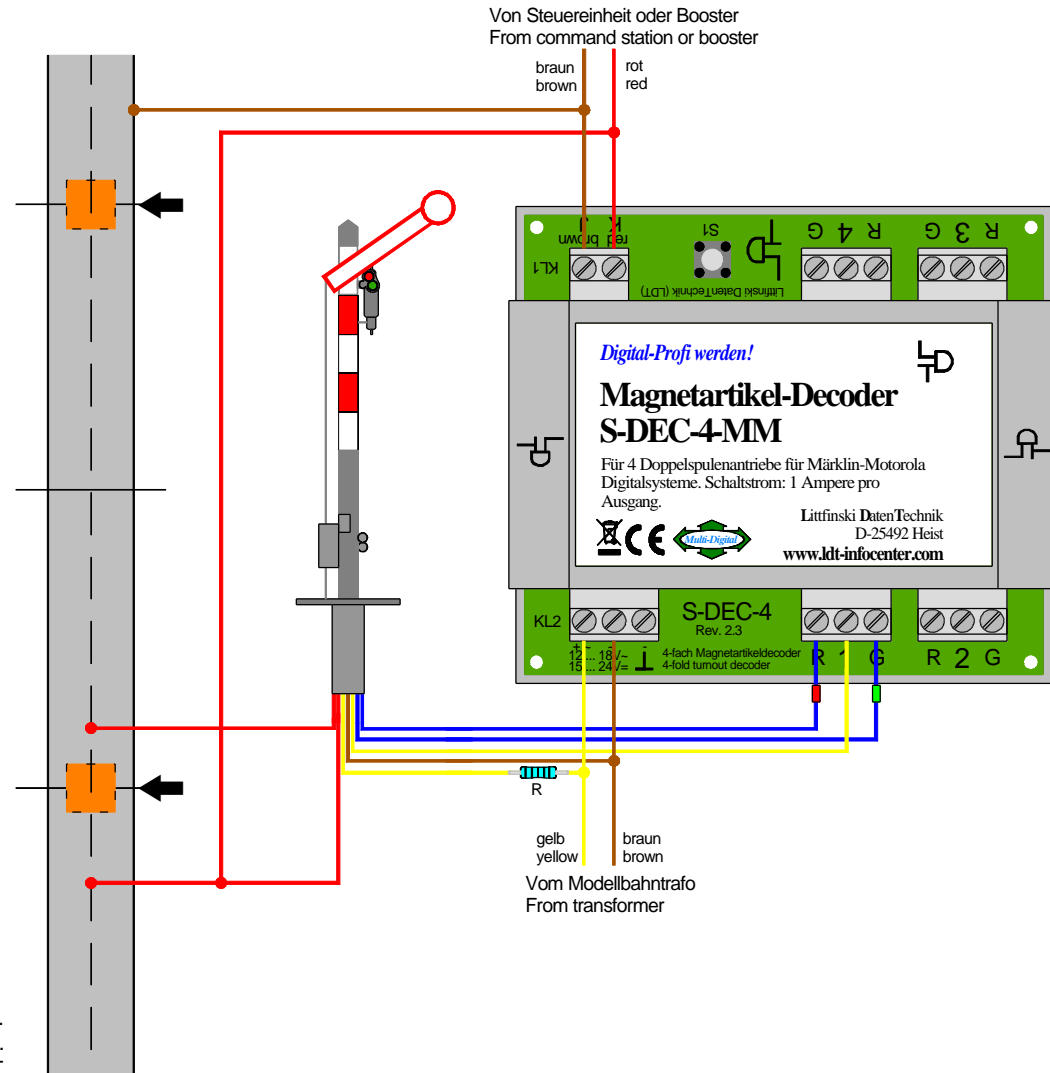 Von Steuereinheit oder Booster
From command station or booster
braun
brown
rot
red
KL1
brown
red
J
K
S1
G 4 R
G 3 R
Littfinski DatenTechnik (LDT)
Digital-Profi werden!
Magnetartikel-Decoder
S-DEC-4-MM
Für 4 Doppelspulenantriebe für Märklin-Motorola
Digitalsysteme. Schaltstrom: 1 Ampere pro
Ausgang.
CE
Multi-Digital
Littfinski DatenTechnik
D-25492 Heist
www.ldt-infocenter.com
KL2
S-DEC-4
Rev. 2.3
12... 18V~
15... 24V=
4-fach Magnetartikeldecoder
4-fold turnout decoder
R 1 G
R 2 G
R
gelb
yellow
braun
brown
Vom Modellbahntrafo
From transformer